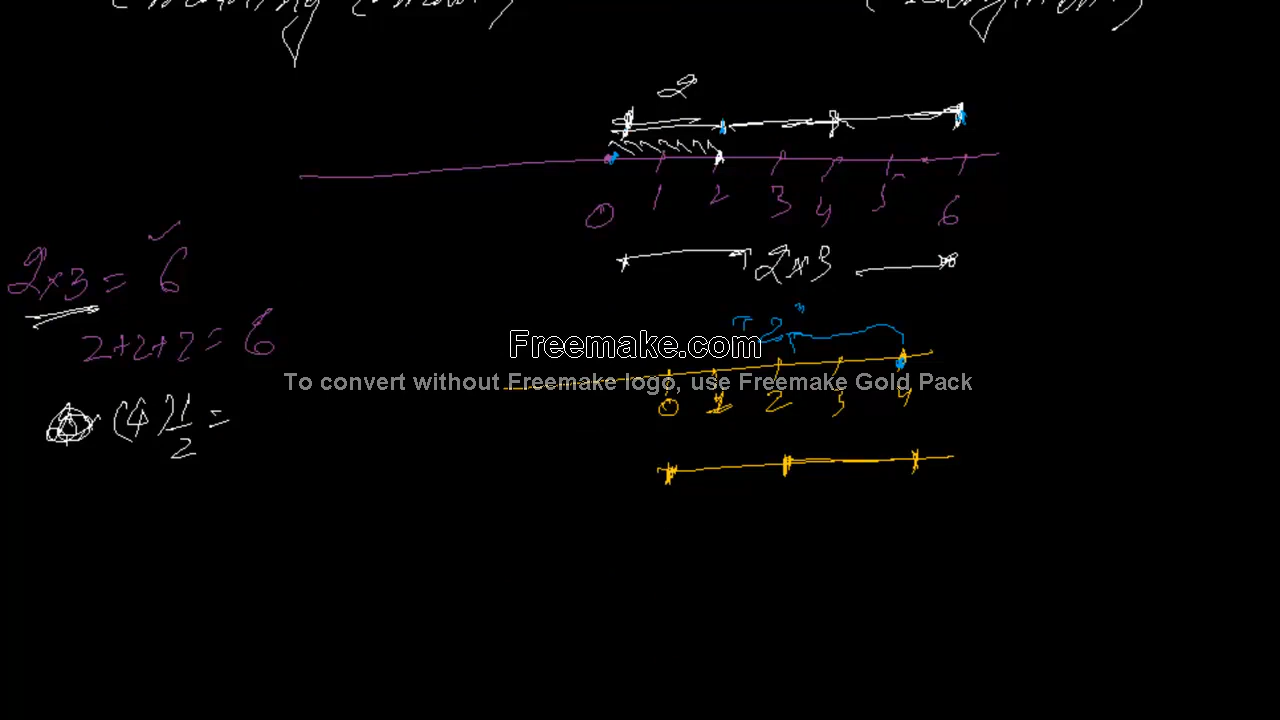 2
0 1 2 3 4 5 6
2×3
2×3 = 6
2+2+2 = 6
2
Freemake.com
To convert without Freemake logo, use Freemake Gold Pack
0 1 2 3 4
(4) 1/2 =